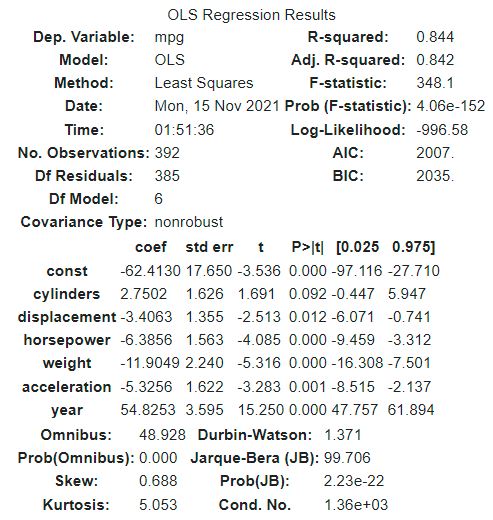 OLS Regression Results
Dep. Variable: mpg R-squared: 0.844
Model: OLS Adj. R-squared: 0.842
Method: Least Squares F-statistic: 348.1
Date: Mon, 15 Nov 2021 Prob (F-statistic): 4.06e-152
Time: 01:51:36 Log-Likelihood: -996.58
No. Observations: 392 AIC: 2007.
Df Residuals: 385 BIC: 2035.
Df Model: 6
Covariance Type: nonrobust
coef std err t P>|t| [0.025 0.975]
const -62.4130 17.650 -3.536 0.000 -97.116 -27.710
cylinders 2.7502 1.626 1.691 0.092 -0.447 5.947
displacement -3.4063 1.355 -2.513 0.012 -6.071 -0.741
horsepower -6.3856 1.563 -4.085 0.000 -9.459 -3.312
weight -11.9049 2.240 -5.316 0.000 -16.308 -7.501
acceleration -5.3256 1.622 -3.283 0.001 -8.515 -2.137
year 54.8253 3.595 15.250 0.000 47.757 61.894
Omnibus: 48.928 Durbin-Watson: 1.371
Prob(Omnibus): 0.000 Jarque-Bera (JB): 99.706
Skew: 0.688 Prob(JB): 2.23e-22
Kurtosis: 5.053 Cond. No. 1.36e+03